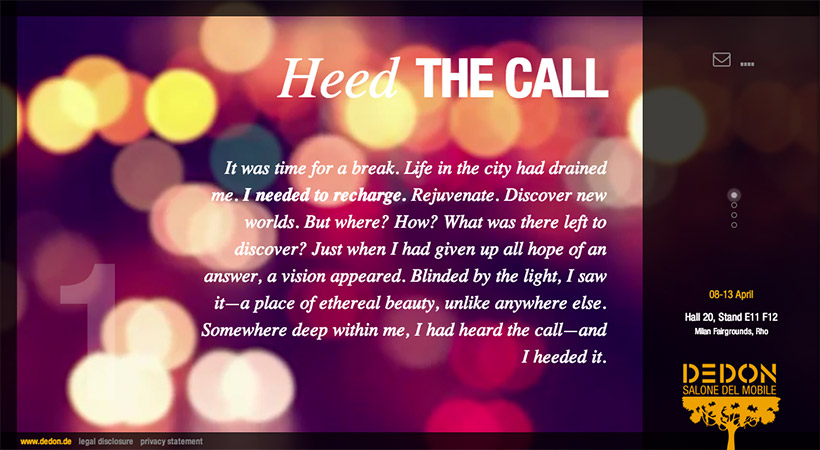 Heed THE CALL
It was time for a break. Life in the city had drained
me. I needed to recharge. Rejuvenate. Discover new
worlds. But where? How? What was there left to
discover? Just when I had given up all hope of an
answer, a vision appeared. Blinded by the light, I saw
it—a place of ethereal beauty, unlike anywhere else.
Somewhere deep within me, I had heard the call—and
I heeded it.
1
08-13 April
Hall 20, Stand E11 F12
Milan Fairgrounds, Rho
DEDON
SALONE DEL MOBILE
www.dedon.de legal disclosure privacy statement